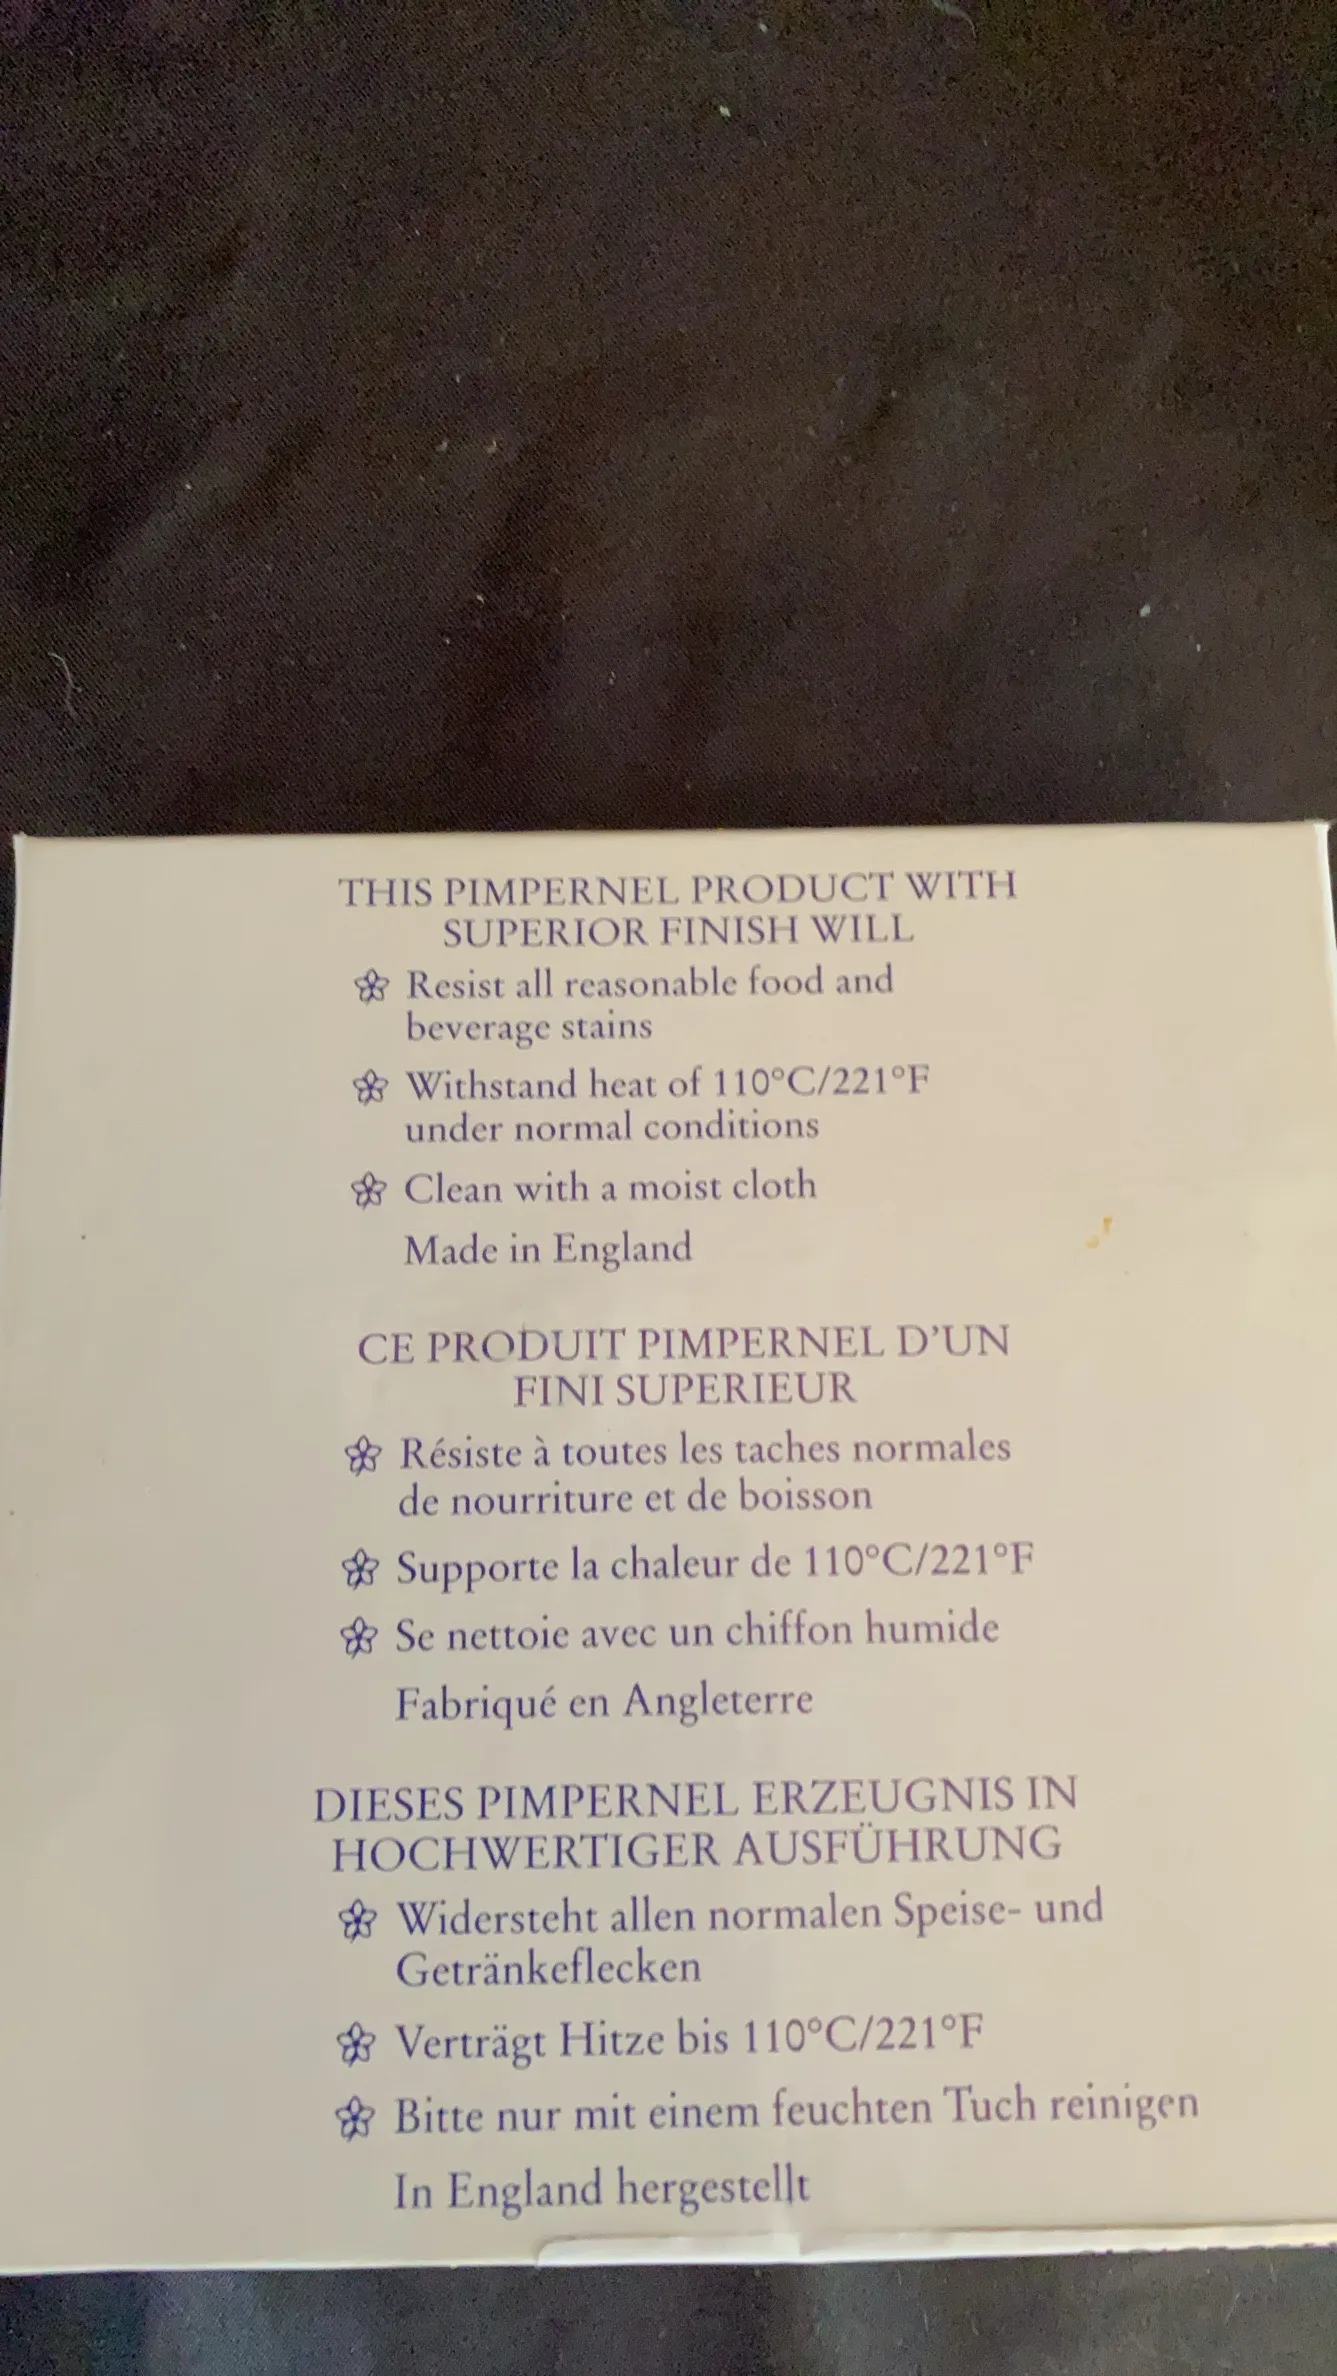 THIS PIMPERNEL PRODUCT WITH
SUPERIOR FINISH WILL
Resist all reasonable food and
beverage stains
Withstand heat of 110°C/221°F
under normal conditions
Clean with a moist cloth
Made in England
CE PRODUIT PIMPERNEL D'UN
FINI SUPERIEUR
Résiste à toutes les taches normales
de nourriture et de boisson
Supporte la chaleur de 110°C/221°F
Se nettoie avec un chiffon humide
Fabriqué en Angleterre
DIESES PIMPERNEL ERZEUGNIS IN
HOCHWERTIGER AUSFÜHRUNG
Widersteht allen normalen Speise- und
Getränkeflecken
Verträgt Hitze bis 110°C/221°F
Bitte nur mit einem feuchten Tuch reinigen
In England hergestellt